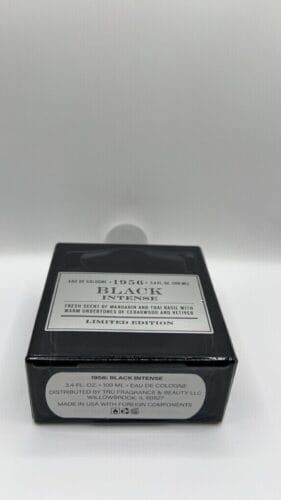 EAU DE COLOGNE • 1956 • 3.4 FL. OZ. (100 ML)
BLACK
INTENSE
FRESH SCENT OF MANDARIN AND THAI BASIL WITH
WARM UNDERTONES OF CEDARWOOD AND VETIVER
LIMITED EDITION
1956: BLACK INTENSE
3.4 FL. OZ. • 100 ML • EAU DE COLOGNE
DISTRIBUTED BY TRU FRAGRANCE & BEAUTY LLC
WILLOWBROOK, IL 60527
MADE IN USA WITH FOREIGN COMPONENTS